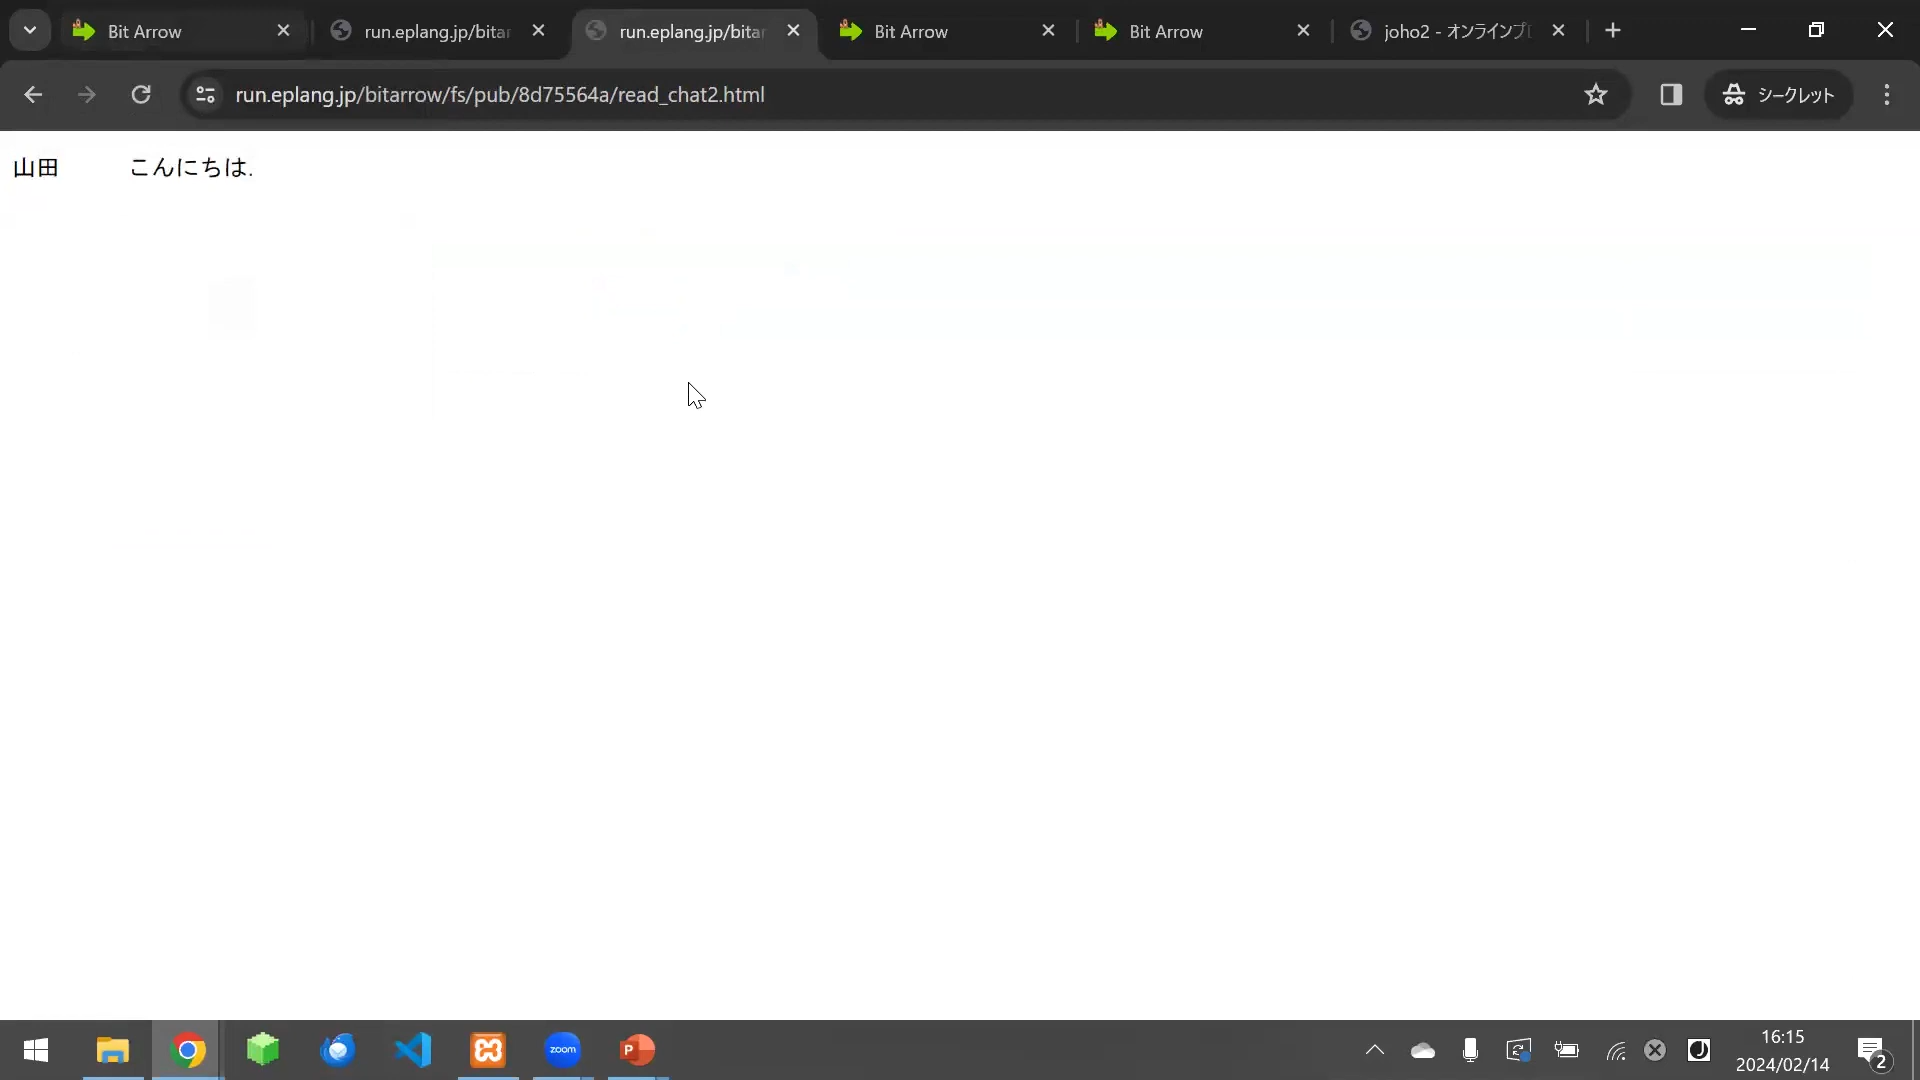 Bit Arrow
run.eplang.jp/bitar
run.eplang.jp/bitar
Bit Arrow
Bit Arrow
joho2 - オンラインプ
run.eplang.jp/bitarrow/fs/pub/8d75564a/read_chat2.html
シークレット
山田 こんにちは.
zoom
P
16:15
2024/02/14
2